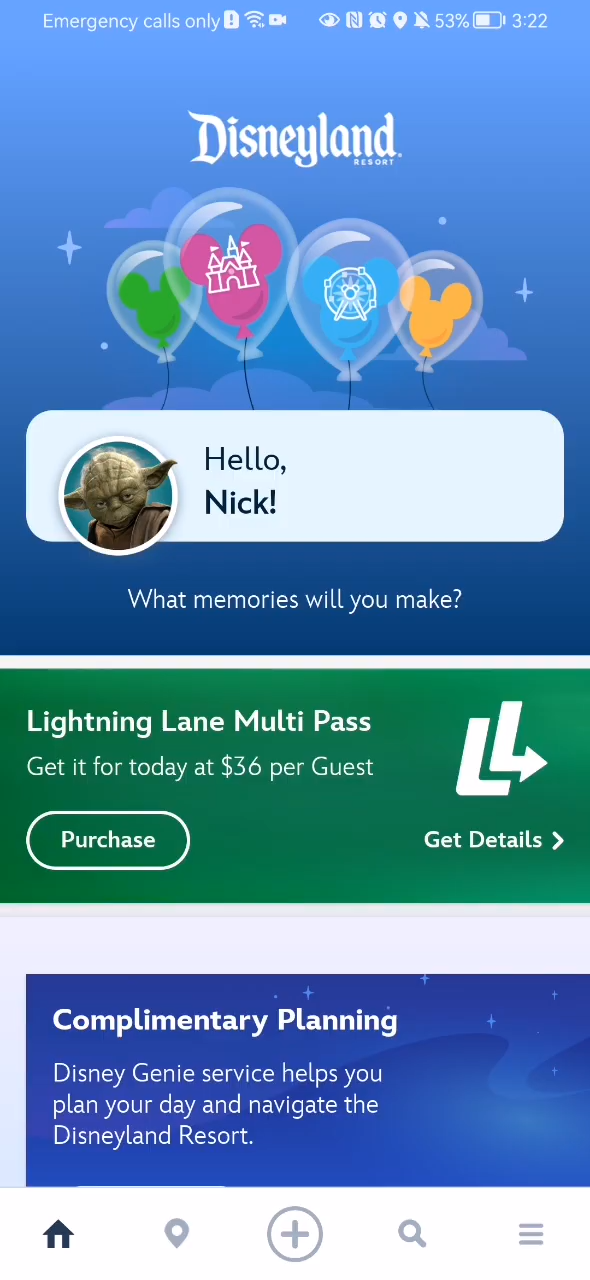 Emergency calls only 53% 3:22
Disneyland
RESORT
Hello,
Nick!
What memories will you make?
Lightning Lane Multi Pass
Get it for today at $36 per Guest
Purchase
Get Details
Complimentary Planning
Disney Genie service helps you
plan your day and navigate the
Disneyland Resort.